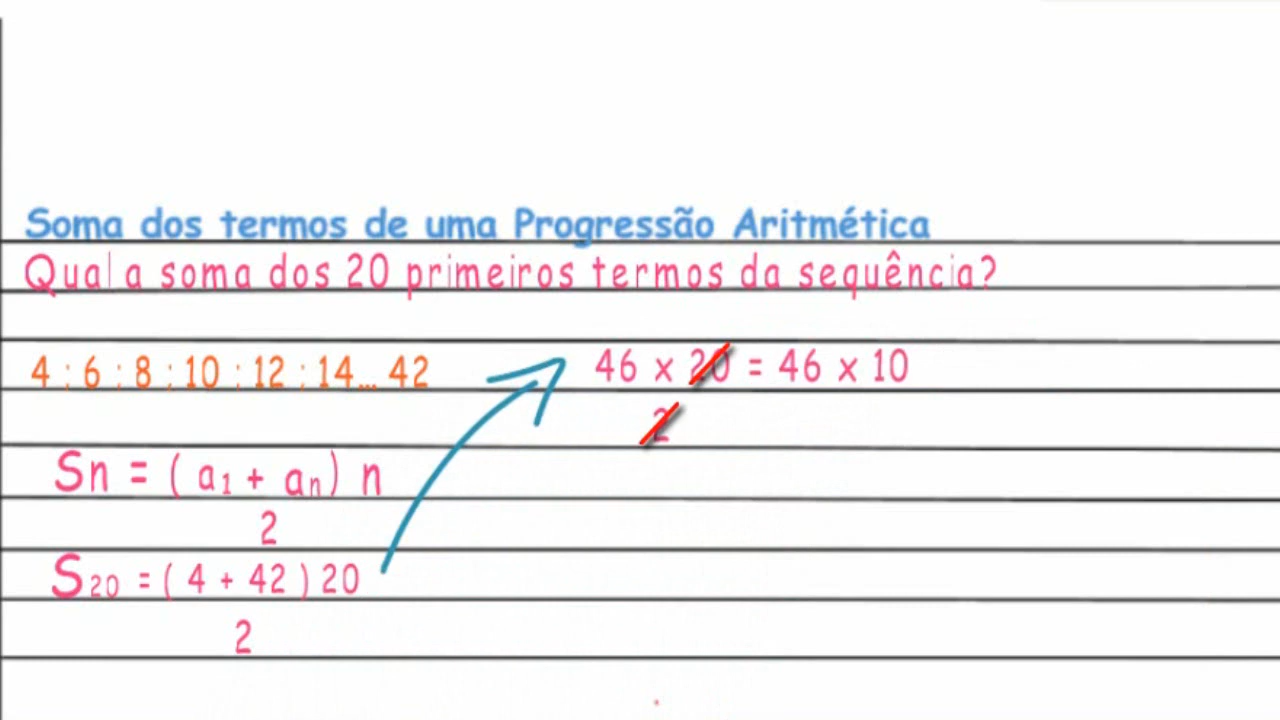 Soma dos termos de uma Progressão Aritmética
Qual a soma dos 20 primeiros termos da sequência?
4 : 6 : 8 : 10 : 12 : 14... 42
Sn = ( a1 + an ) n
2
S20 = ( 4 + 42 ) 20
2
46 x 20 = 46 x 10
2